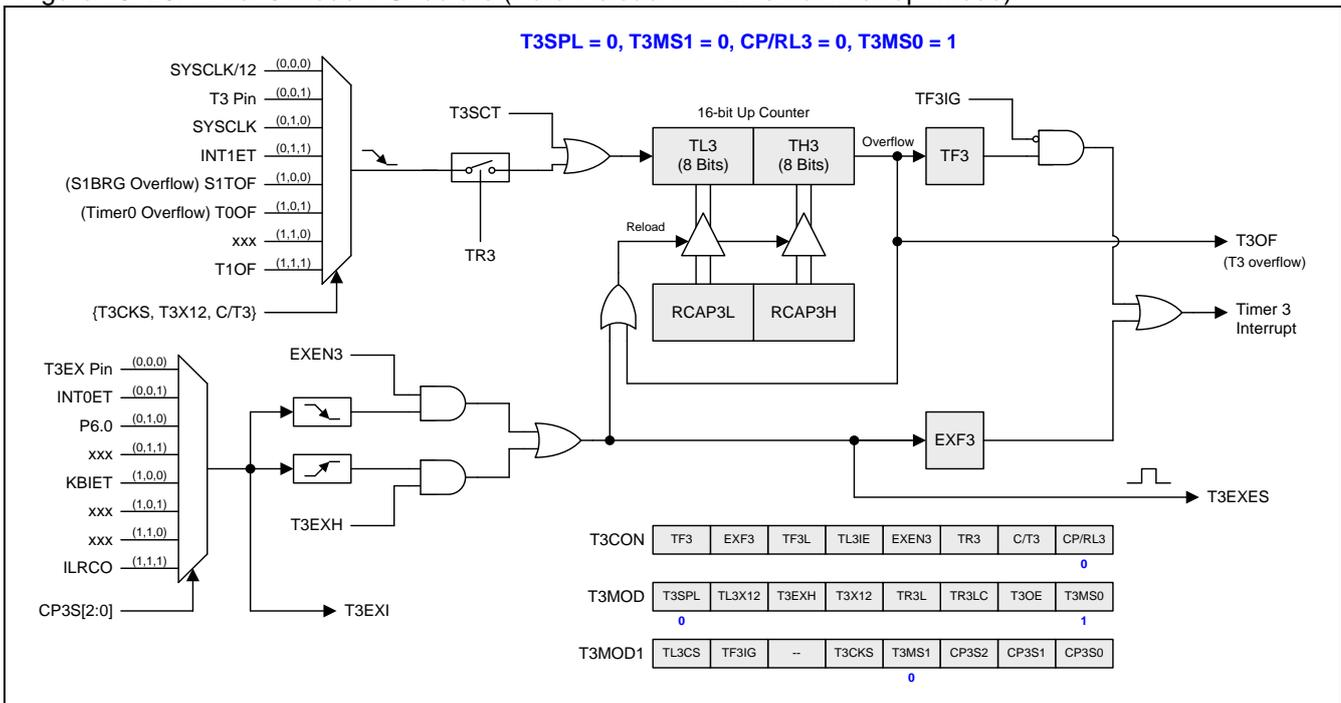 T3SPL = 0, T3MS1 = 0, CP/RL3 = 0, T3MS0 = 1
SYSCLK/12 (0,0,0)
T3 Pin (0,0,1)
SYSCLK (0,1,0)
INT1ET (0,1,1)
(S1BRG Overflow) S1TOF (1,0,0)
(Timer0 Overflow) T0OF (1,0,1)
xxx (1,1,0)
T1OF (1,1,1)
{T3CKS, T3X12, C/T3}
T3SCT
TR3
16-bit Up Counter
TL3
(8 Bits)
TH3
(8 Bits)
Overflow
TF3IG
TF3
Reload
RCAP3L
RCAP3H
T3OF
(T3 overflow)
Timer 3
Interrupt
T3EX Pin (0,0,0)
INT0ET (0,0,1)
P6.0 (0,1,0)
xxx (0,1,1)
KBIET (1,0,0)
xxx (1,0,1)
xxx (1,1,0)
ILRCO (1,1,1)
CP3S[2:0]
EXEN3
T3EXH
T3EXI
EXF3
T3EXES
T3CON TF3 EXF3 TF3L TL3IE EXEN3 TR3 C/T3 CP/RL3
0
T3MOD T3SPL TL3X12 T3EXH T3X12 TR3L TR3LC T3OE T3MS0
0 1
T3MOD1 TL3CS TF3IG -- T3CKS T3MS1 CP3S2 CP3S1 CP3S0
0